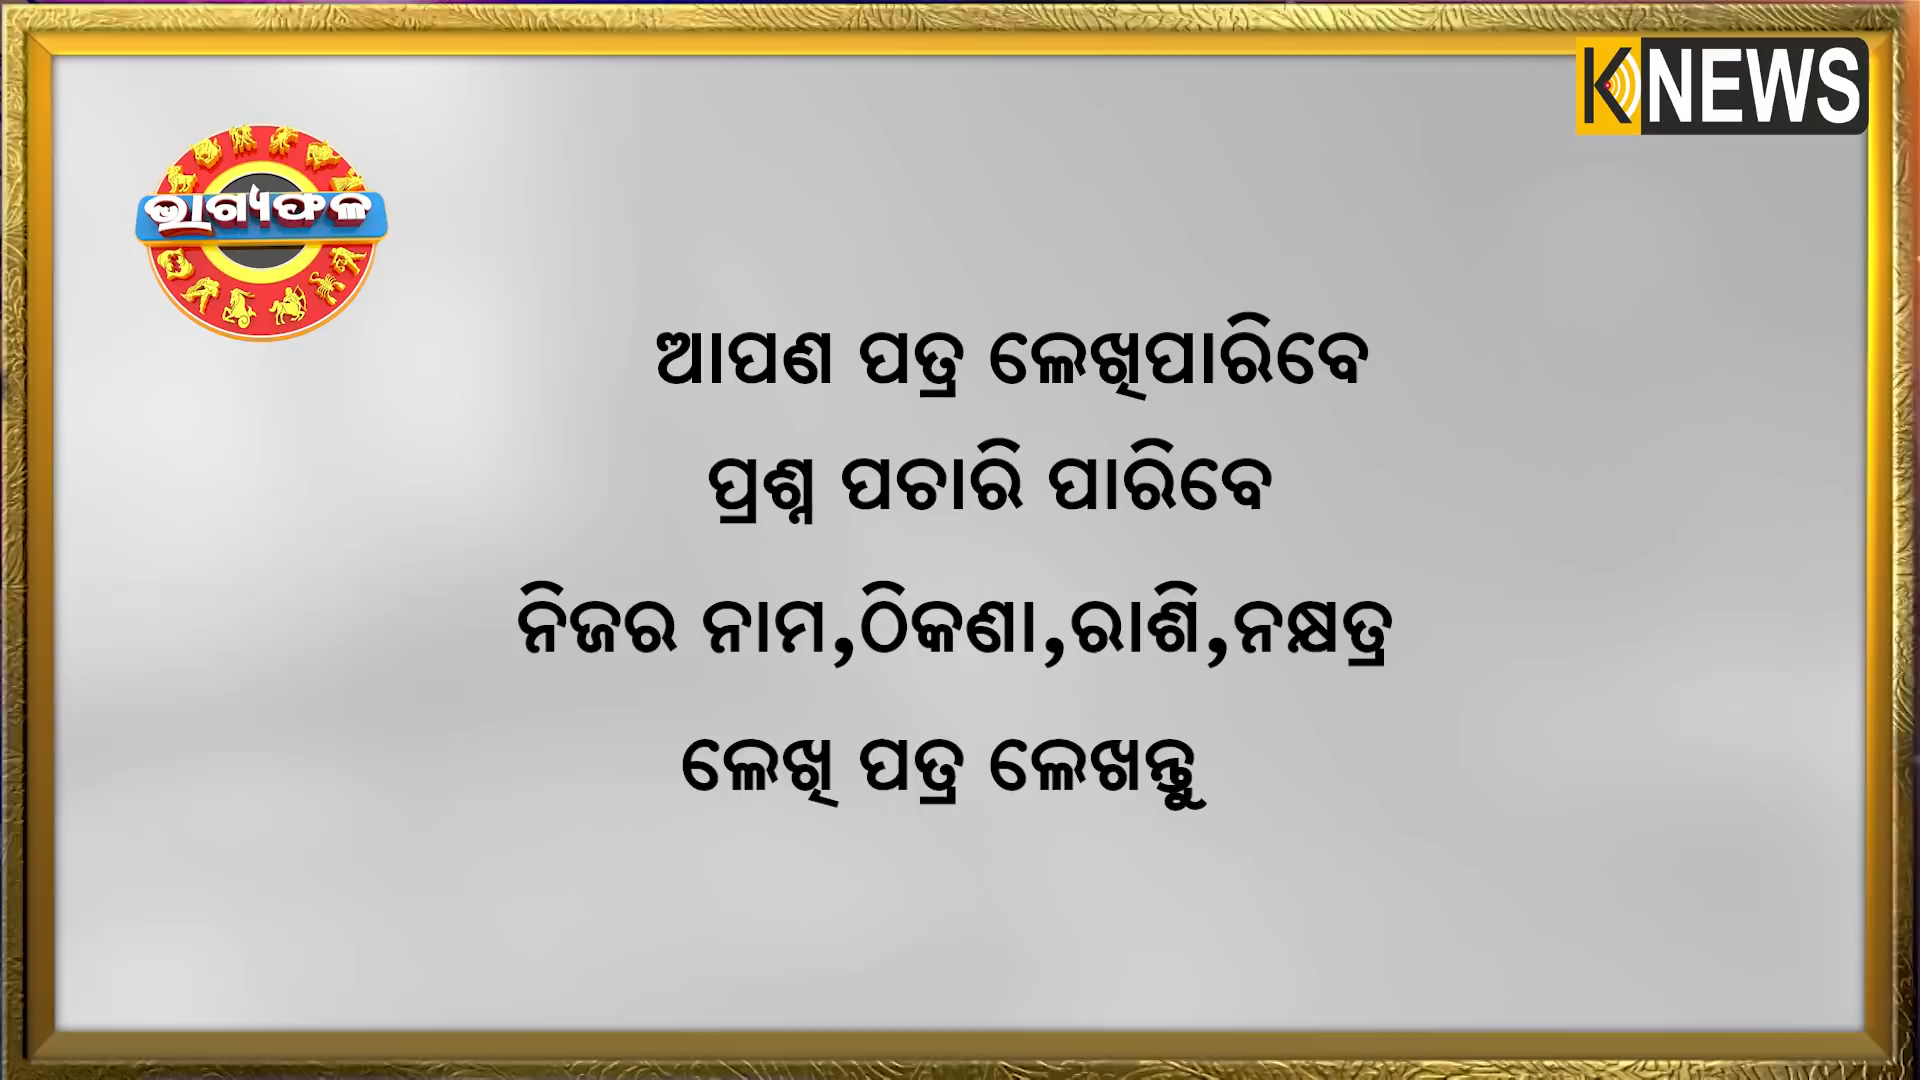 KNEWS
ଭାଗ୍ୟଫଳ
ଆପଣ ପତ୍ର ଲେଖିପାରିବେ
ପ୍ରଶ୍ନ ପଚାରି ପାରିବେ
ନିଜର ନାମ,ଠିକଣା,ରାଶି,ନକ୍ଷତ୍ର
ଲେଖି ପତ୍ର ଲେଖନ୍ତୁ